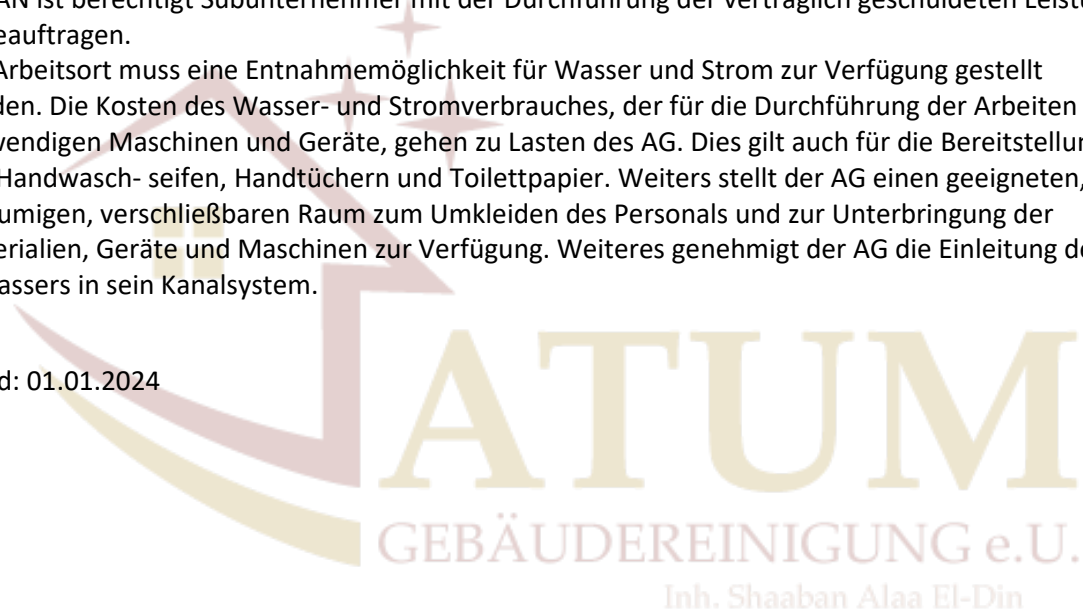 AN ist berechtigt Subunternehmer mit der Durchführung der vertraglich geschuldeten
eauftragen.
Arbeitsort muss eine Entnahmemöglichkeit für Wasser und Strom zur Verfügung gestellt
den. Die Kosten des Wasser- und Stromverbrauches, der für die Durchführung der Arbeiten
wendigen Maschinen und Geräte, gehen zu Lasten des AG. Dies gilt auch für die Bereitstellun
Handwasch- seifen, Handtüchern und Toilettpapier. Weiters stellt der AG einen geeigneten,
umigen, verschließbaren Raum zum Umkleiden des Personals und zur Unterbringung der
erialien, Geräte und Maschinen zur Verfügung. Weiteres genehmigt der AG die Einleitung de
assers in sein Kanalsystem.
d: 01.01.2024
ATUM
GEBÄUDEREINIGUNG e.U.
Inh. Shaaban Alaa El-Din